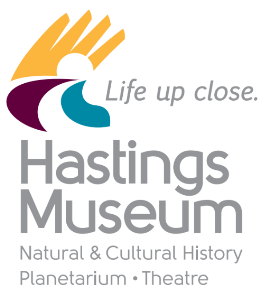 Life up close.
Hastings
Museum
Natural & Cultural History
Planetarium • Theatre